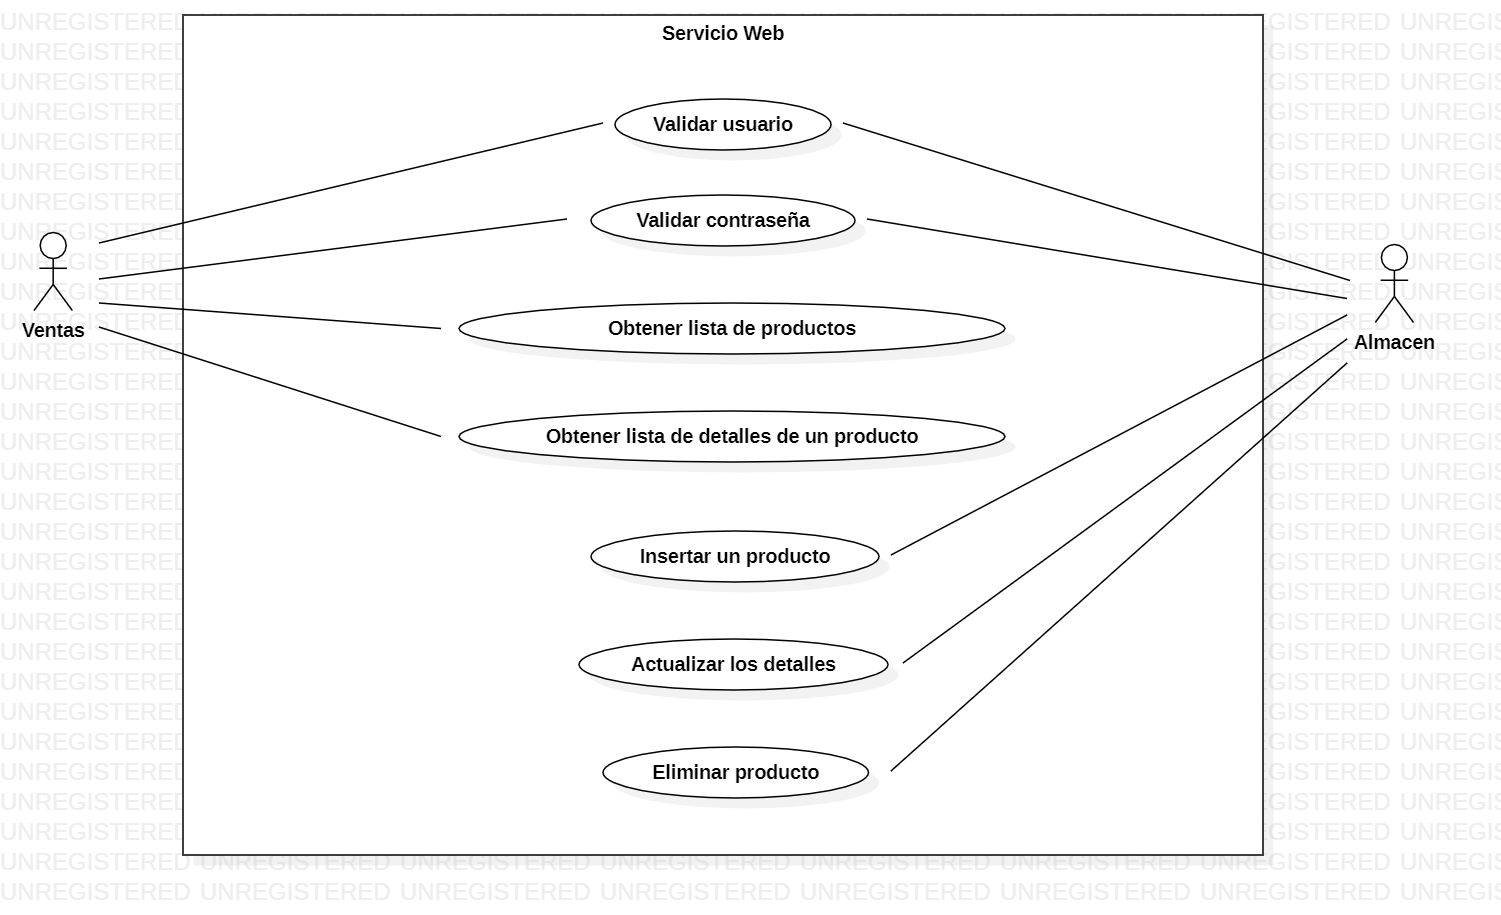 Servicio Web
Validar usuario
Validar contraseña
Obtener lista de productos
Ventas
Almacen
Obtener lista de detalles de un producto
Insertar un producto
Actualizar los detalles
Eliminar producto
UNREGISTERED UNREGISTERED UNREGISTERED UNREGISTERED UNREGISTERED UNREGISTERED UNREGISTERED